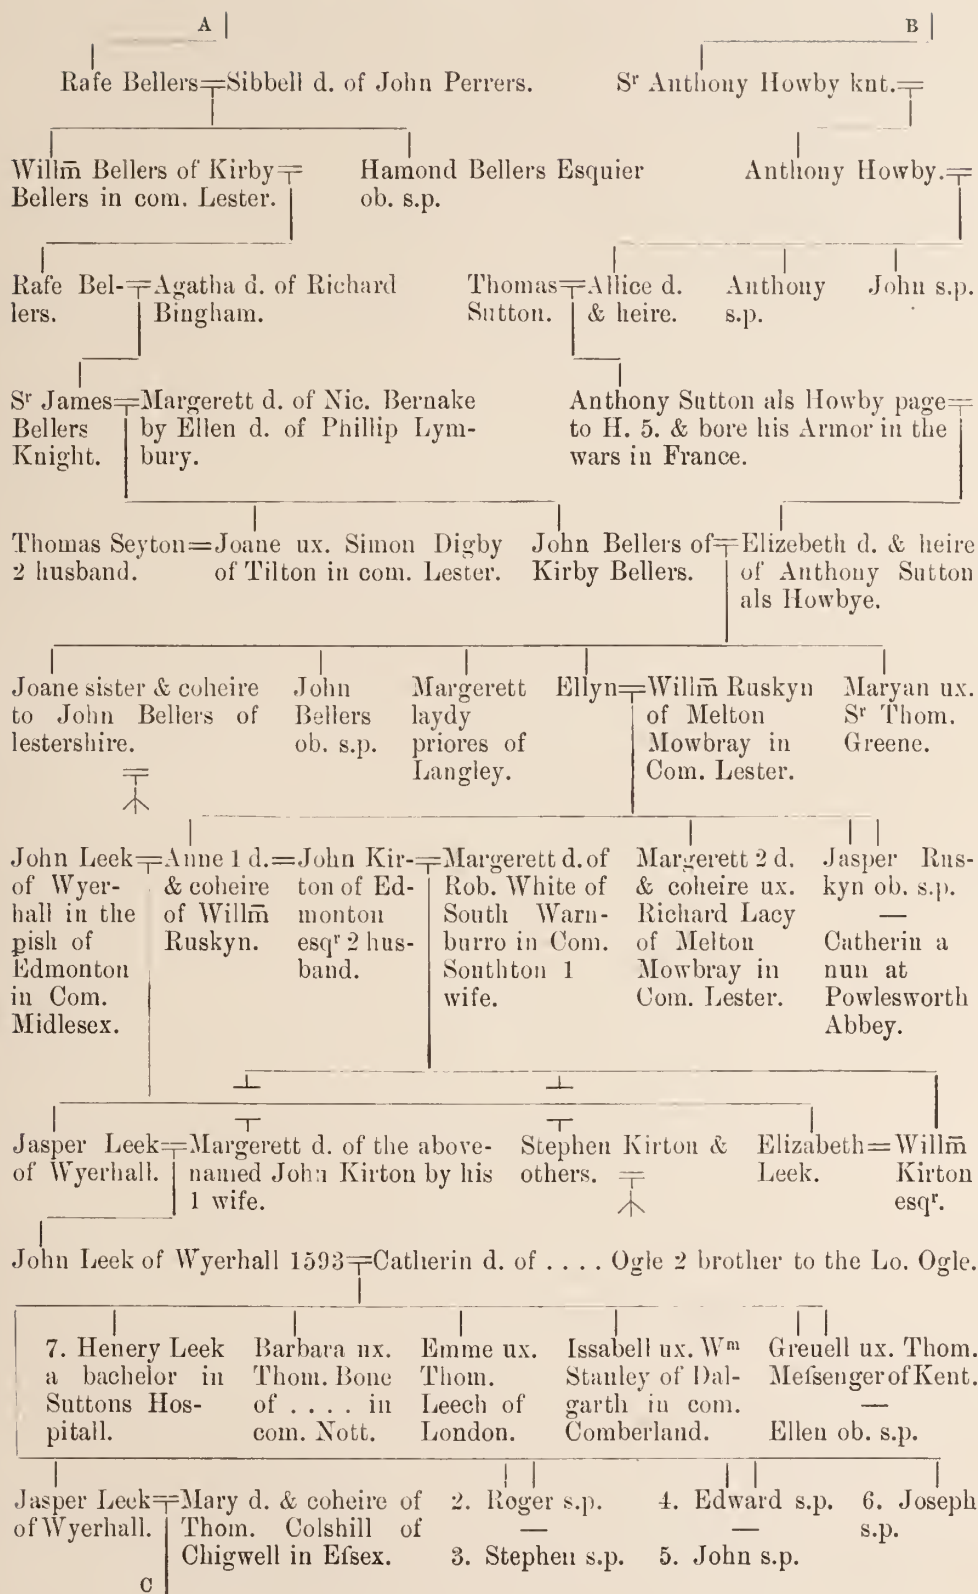 A B
Rafe Bellers=Sibbell d. of John Perrers. Sʳ Anthony Howby knt.=
Willm̄ Bellers of Kirby= Hamond Bellers Esquier Anthony Howby.=
Bellers in com. Lester. ob. s.p.
Rafe Bel-=Agatha d. of Richard Thomas=Allice d. Anthony John s.p.
lers. Bingham. Sutton. & heire. s.p.
Sʳ James=Margerett d. of Nic. Bernake Anthony Sutton als Howby page=
Bellers by Ellen d. of Phillip Lym- to H. 5. & bore his Armor in the
Knight. bury. wars in France.
Thomas Seyton=Joane ux. Simon Digby John Bellers of=Elizebeth d. & heire
2 husband. of Tilton in com. Lester. Kirby Bellers. of Anthony Sutton
als Howbye.
Joane sister & coheire John Margerett Ellyn=Willm̄ Ruskyn Maryan ux.
to John Bellers of Bellers laydy of Melton Sʳ Thom.
lestershire. ob. s.p. priores of Mowbray in Greene.
Langley. Com. Lester.
John Leek=Anne 1 d.=John Kir-=Margerett d. of Margerett 2 d. Jasper Rus-
of Wyer- & coheire ton of Ed- Rob. White of & coheire ux. kyn ob. s.p.
hall in the of Willm̄ monton South Warn- Richard Lacy —
pish of Ruskyn. esqʳ 2 hus- burro in Com. of Melton Catherin a
Edmonton band. Southton 1 Mowbray in nun at
in Com. wife. Com. Lester. Powlesworth
Midlesex. Abbey.
Jasper Leek=Margerett d. of the above- Stephen Kirton & Elizabeth=Willm̄
of Wyerhall. named John Kirton by his others. Leek. Kirton
1 wife. esqʳ.
John Leek of Wyerhall 1593=Catherin d. of . . . . Ogle 2 brother to the Lo. Ogle.
7. Henery Leek Barbara ux. Emme ux. Issabell ux. Wᵐ Greuell ux. Thom.
a bachelor in Thom. Bone Thom. Stanley of Dal- Meſsenger of Kent.
Suttons Hos- of . . . . in Leech of garth in com. —
pitall. com. Nott. London. Comberland. Ellen ob. s.p.
Jasper Leek=Mary d. & coheire of 2. Roger s.p. 4. Edward s.p. 6. Joseph
of Wyerhall. Thom. Colshill of — — s.p.
Chigwell in Eſsex. 3. Stephen s.p. 5. John s.p.
C